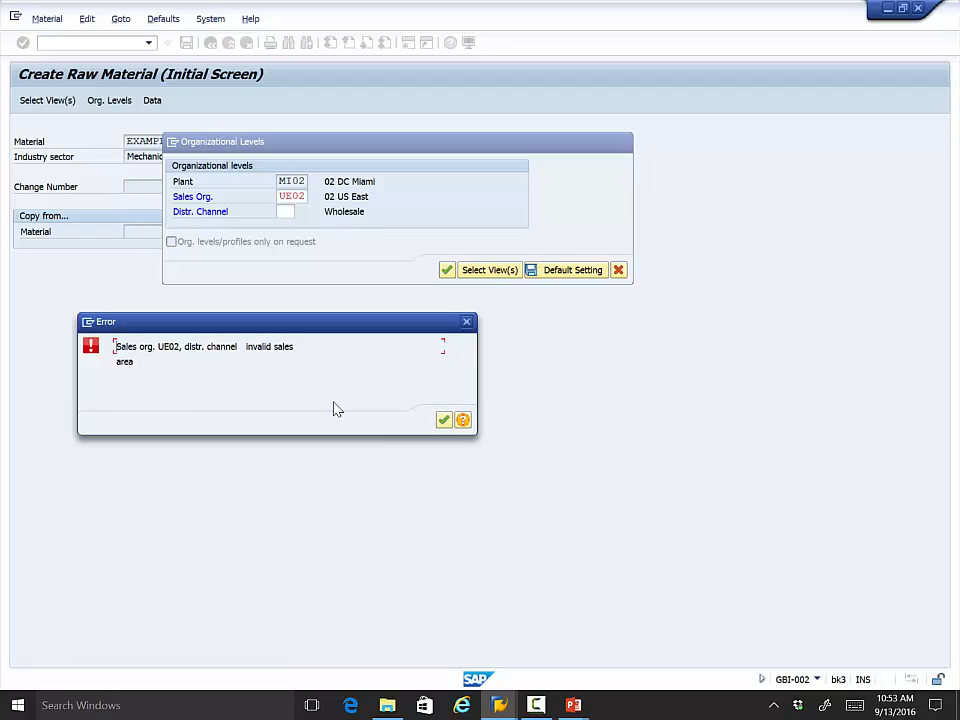 Material Edit Goto Defaults System Help
Create Raw Material (Initial Screen)
Select View(s) Org. Levels Data
Material
Industry sector Mechanic
Change Number
Copy from...
Material
Organizational Levels
Organizational levels
Plant MI02 02 DC Miami
Sales Org. UE02 02 US East
Distr. Channel Wholesale
Org. levels/profiles only on request
Select View(s) Default Setting
Error
Sales org. UE02, distr. channel invalid sales
area
SAP
GBI-002 bk3 INS
Search Windows
10:53 AM
9/13/2016